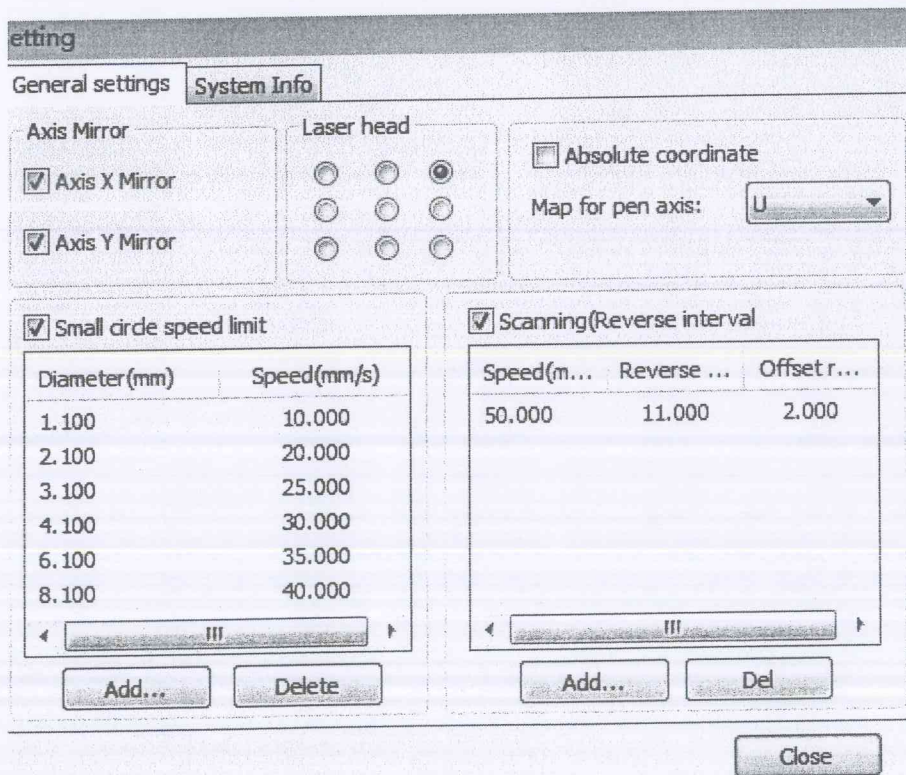 etting
General settings System Info
Axis Mirror
Axis X Mirror
Axis Y Mirror
Laser head
Absolute coordinate
Map for pen axis: U
Small circle speed limit
Diameter(mm) Speed(mm/s)
1.100 10.000
2.100 20.000
3.100 25.000
4.100 30.000
6.100 35.000
8.100 40.000
Add... Delete
Scanning(Reverse interval
Speed(m... Reverse ... Offset r...
50.000 11.000 2.000
Add... Del
Close